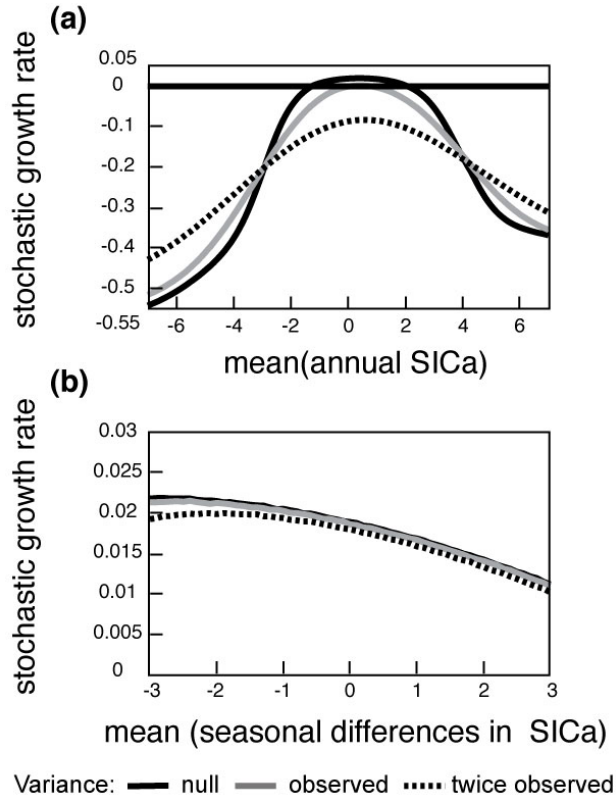 (a)
stochastic growth rate
0.05
0
-0.1
-0.2
-0.3
-0.4
-0.5
-0.55
-6 -4 -2 0 2 4 6
mean(annual SICa)
(b)
stochastic growth rate
0.03
0.025
0.02
0.015
0.01
0.005
0
-3 -2 -1 0 1 2 3
mean (seasonal differences in SICa)
Variance: null observed twice observed